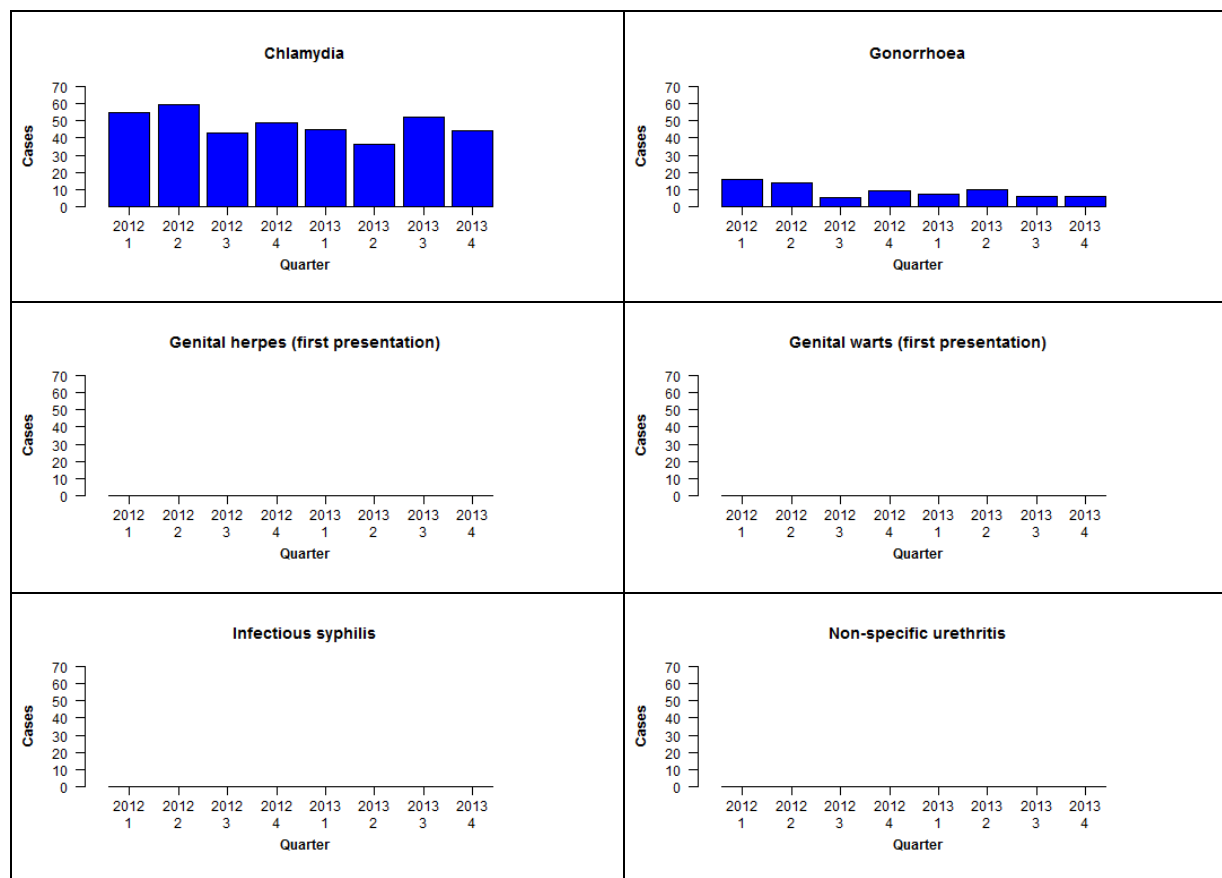 Chlamydia
70
60
50
40
30
20
10
0
Cases
2012 2012 2012 2012 2013 2013 2013 2013
1 2 3 4 1 2 3 4
Quarter
Gonorrhoea
70
60
50
40
30
20
10
0
Cases
2012 2012 2012 2012 2013 2013 2013 2013
1 2 3 4 1 2 3 4
Quarter
Genital herpes (first presentation)
70
60
50
40
30
20
10
0
Cases
2012 2012 2012 2012 2013 2013 2013 2013
1 2 3 4 1 2 3 4
Quarter
Genital warts (first presentation)
70
60
50
40
30
20
10
0
Cases
2012 2012 2012 2012 2013 2013 2013 2013
1 2 3 4 1 2 3 4
Quarter
Infectious syphilis
70
60
50
40
30
20
10
0
Cases
2012 2012 2012 2012 2013 2013 2013 2013
1 2 3 4 1 2 3 4
Quarter
Non-specific urethritis
70
60
50
40
30
20
10
0
Cases
2012 2012 2012 2012 2013 2013 2013 2013
1 2 3 4 1 2 3 4
Quarter